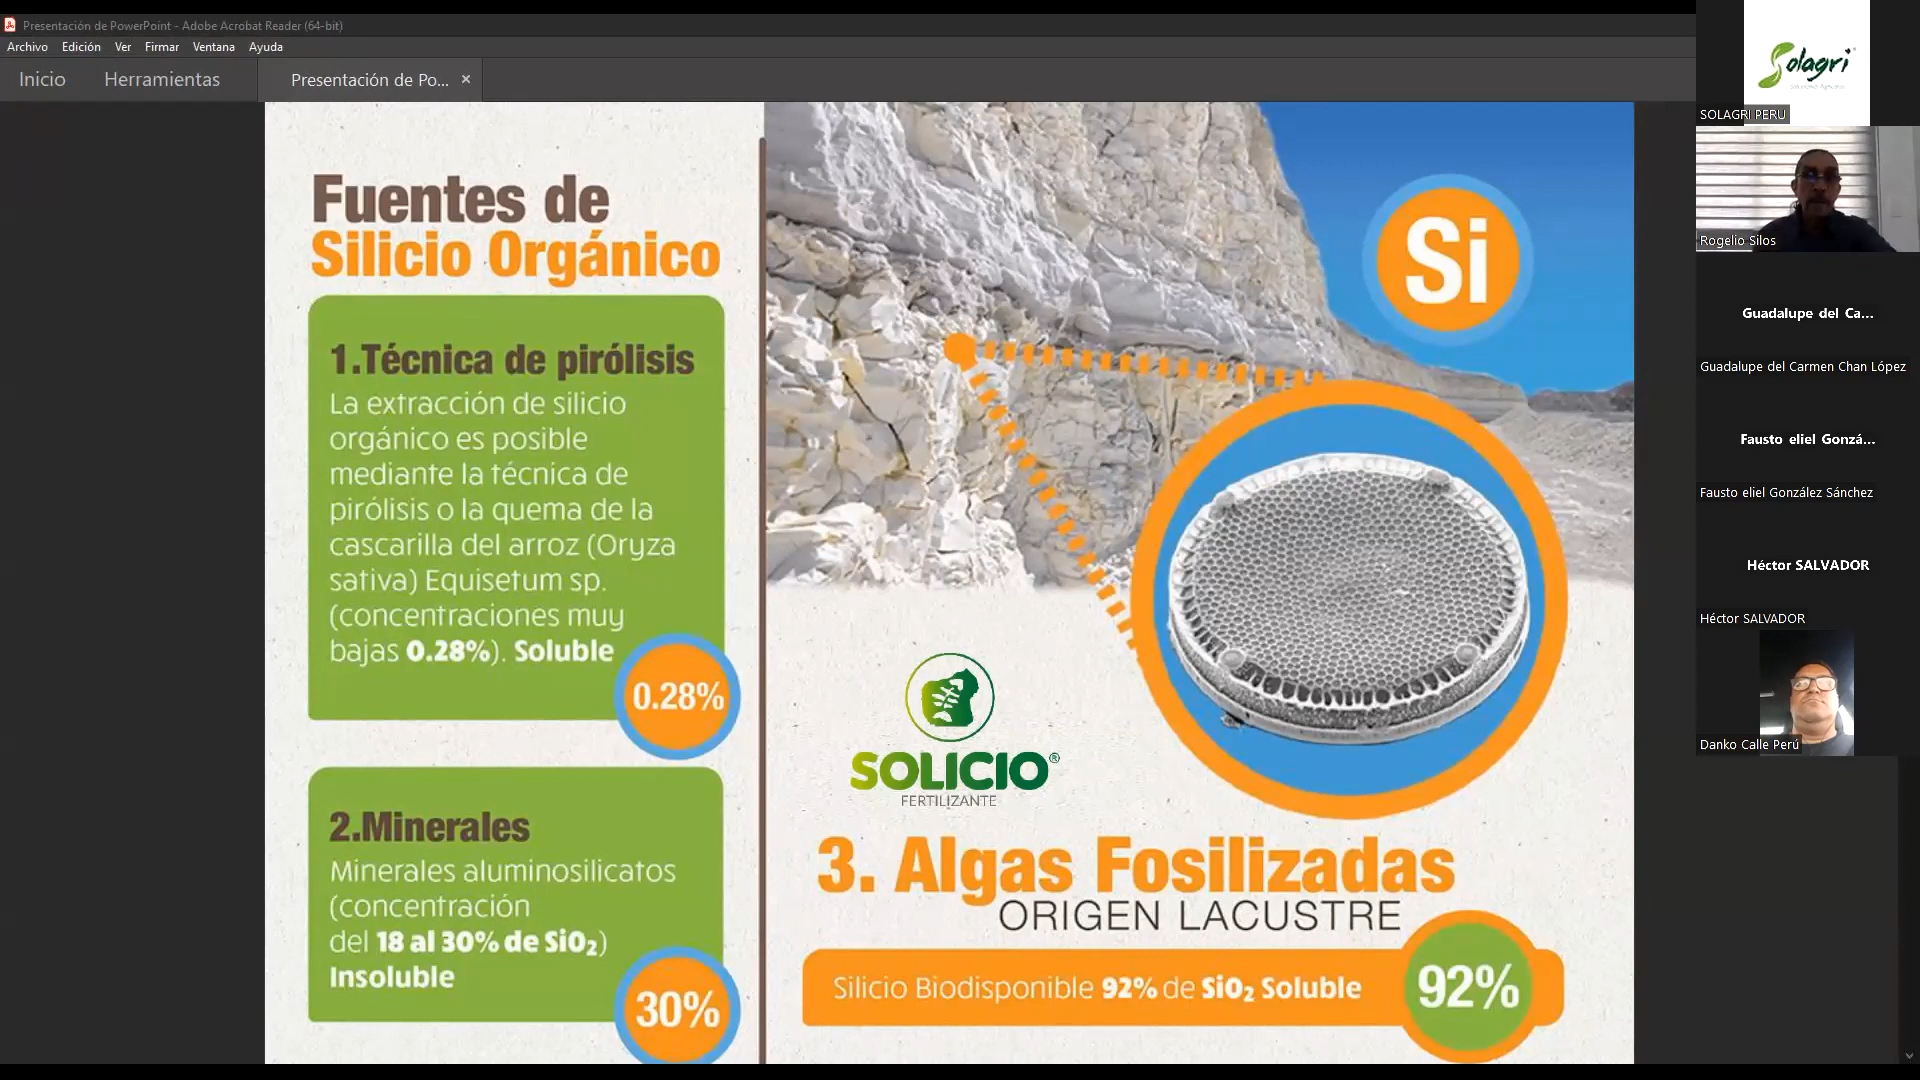 Presentación de PowerPoint - Adobe Acrobat Reader (64-bit)
Archivo Edición Ver Firmar Ventana Ayuda
Inicio Herramientas Presentación de Po... ×
Fuentes de
Silicio Orgánico
1.Técnica de pirólisis
La extracción de silicio
orgánico es posible
mediante la técnica de
pirólisis o la quema de la
cascarilla del arroz (Oryza
sativa) Equisetum sp.
(concentraciones muy
bajas 0.28%). Soluble
0.28%
2.Minerales
Minerales aluminosilicatos
(concentración
del 18 al 30% de SiO₂)
Insoluble
30%
Si
SOLICIO®
FERTILIZANTE
3. Algas Fosilizadas
ORIGEN LACUSTRE
Silicio Biodisponible 92% de SiO₂ Soluble
92%
Solagri
SOLAGRI PERU
Rogelio Silos
Guadalupe del Ca...
Guadalupe del Carmen Chan López
Fausto eliel Gonzá...
Fausto eliel González Sánchez
Héctor SALVADOR
Héctor SALVADOR
Danko Calle Perú